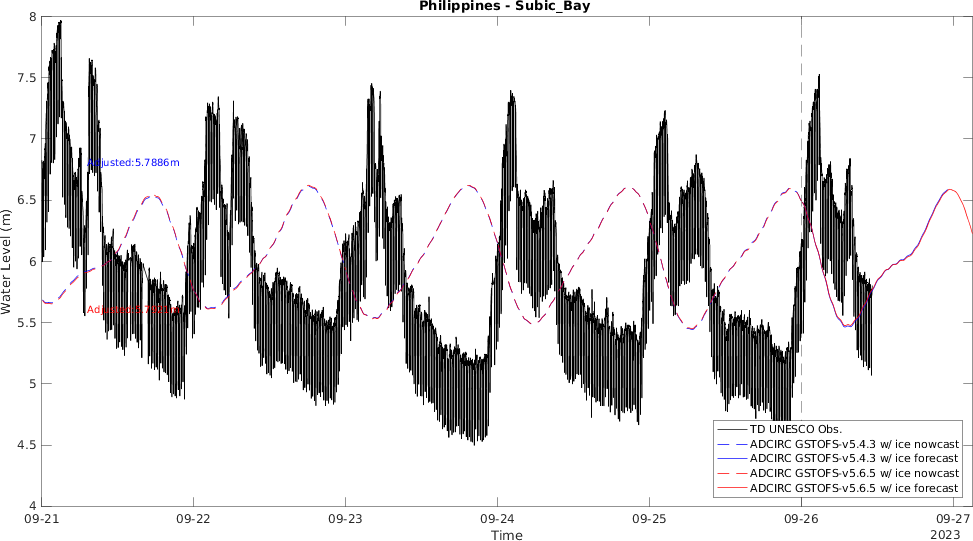 Philippines - Subic_Bay
8
7.5
7
6.5
6
5.5
5
4.5
4
Water Level (m)
Adjusted:5.7886m
TD UNESCO Obs.
ADCIRC GSTOFS-v5.4.3 w/ ice nowcast
ADCIRC GSTOFS-v5.4.3 w/ ice forecast
ADCIRC GSTOFS-v5.6.5 w/ ice nowcast
ADCIRC GSTOFS-v5.6.5 w/ ice forecast
09-21 09-22 09-23 09-24 09-25 09-26 09-27
Time
2023